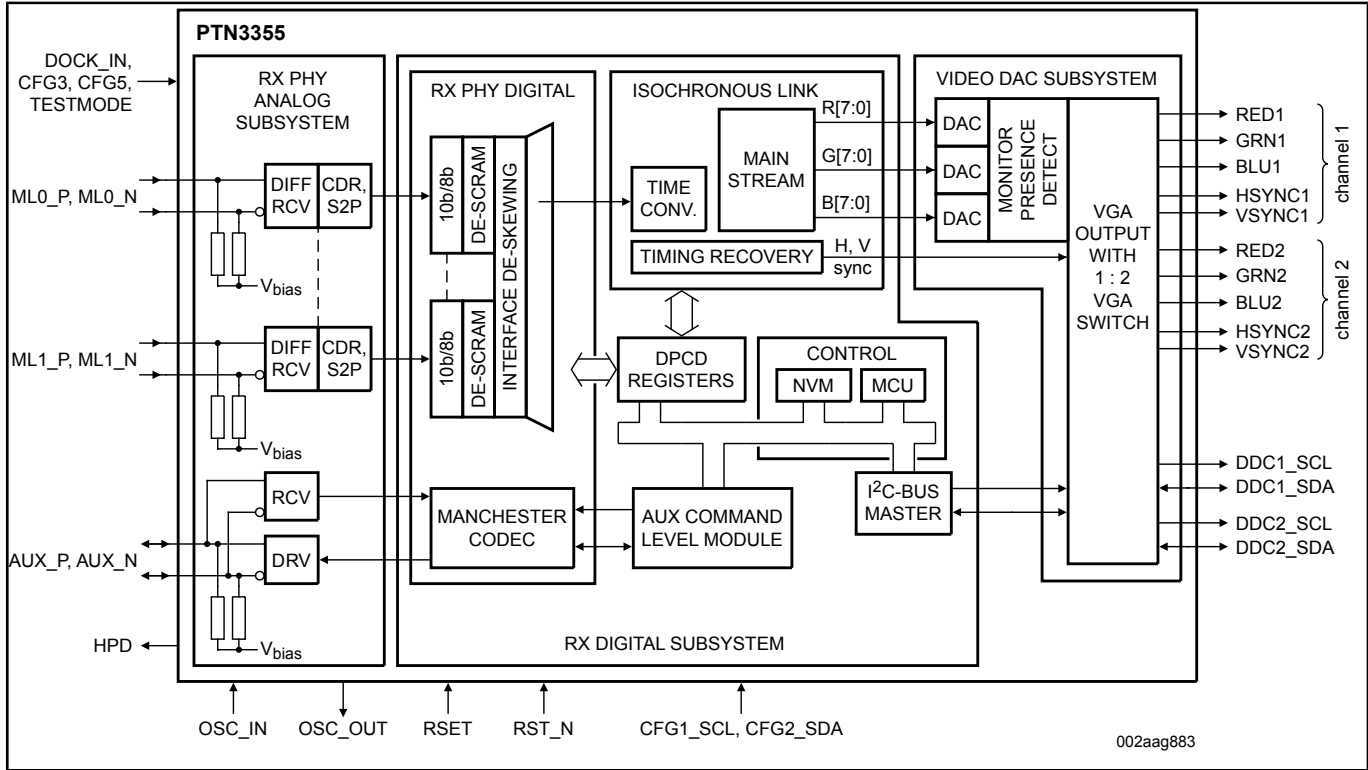 PTN3355
DOCK_IN,
CFG3, CFG5,
TESTMODE
ML0_P, ML0_N
ML1_P, ML1_N
AUX_P, AUX_N
HPD
RX PHY
ANALOG
SUBSYSTEM
DIFF
RCV
CDR,
S2P
Vbias
DIFF
RCV
CDR,
S2P
Vbias
RCV
DRV
Vbias
RX PHY DIGITAL
10b/8b
DE-SCRAM
10b/8b
DE-SCRAM
INTERFACE DE-SKEWING
MANCHESTER
CODEC
ISOCHRONOUS LINK
TIME
CONV.
MAIN
STREAM
R[7:0]
G[7:0]
B[7:0]
TIMING RECOVERY
H, V
sync
DPCD
REGISTERS
CONTROL
NVM
MCU
AUX COMMAND
LEVEL MODULE
I2C-BUS
MASTER
RX DIGITAL SUBSYSTEM
VIDEO DAC SUBSYSTEM
DAC
DAC
DAC
MONITOR
PRESENCE
DETECT
VGA
OUTPUT
WITH
1 : 2
VGA
SWITCH
RED1
GRN1
BLU1
HSYNC1
VSYNC1
channel 1
RED2
GRN2
BLU2
HSYNC2
VSYNC2
channel 2
DDC1_SCL
DDC1_SDA
DDC2_SCL
DDC2_SDA
OSC_IN
OSC_OUT
RSET
RST_N
CFG1_SCL, CFG2_SDA
002aag883